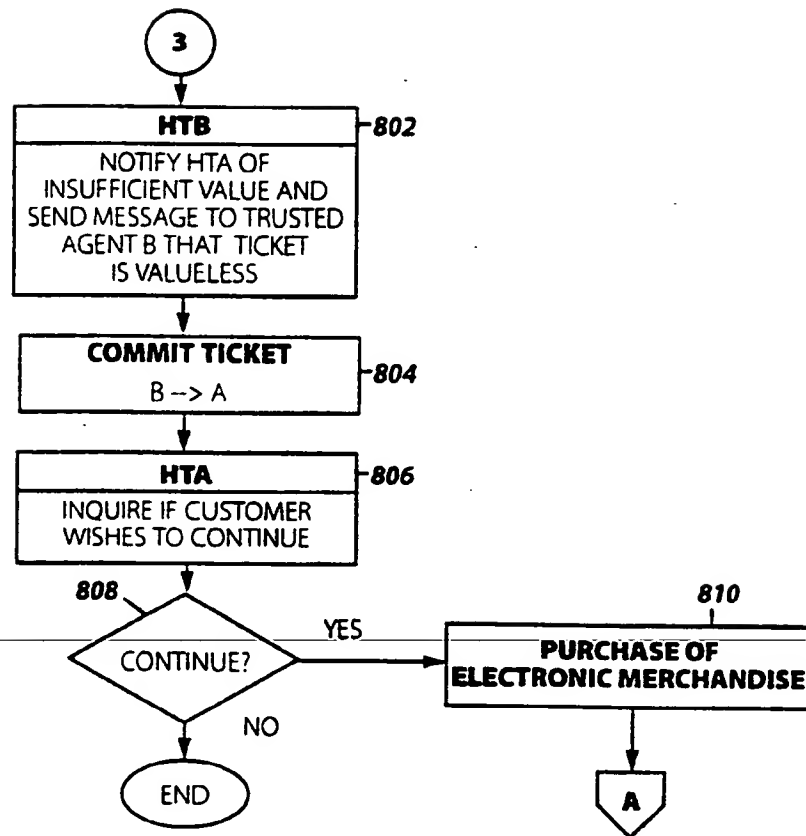 3
HTB
802
NOTIFY HTA OF
INSUFFICIENT VALUE AND
SEND MESSAGE TO TRUSTED
AGENT B THAT TICKET
IS VALUELESS
COMMIT TICKET
804
B --> A
HTA
806
INQUIRE IF CUSTOMER
WISHES TO CONTINUE
808
CONTINUE?
YES
NO
END
810
PURCHASE OF
ELECTRONIC MERCHANDISE
A